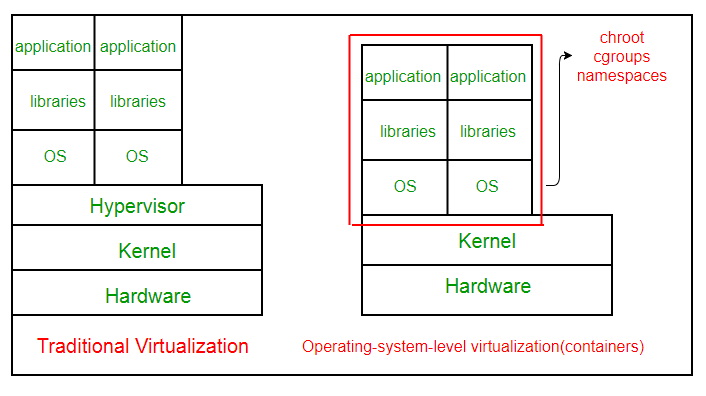 application application
libraries libraries
OS OS
Hypervisor
Kernel
Hardware
Traditional Virtualization
application application
libraries libraries
OS OS
Kernel
Hardware
Operating-system-level virtualization(containers)
chroot
cgroups
namespaces